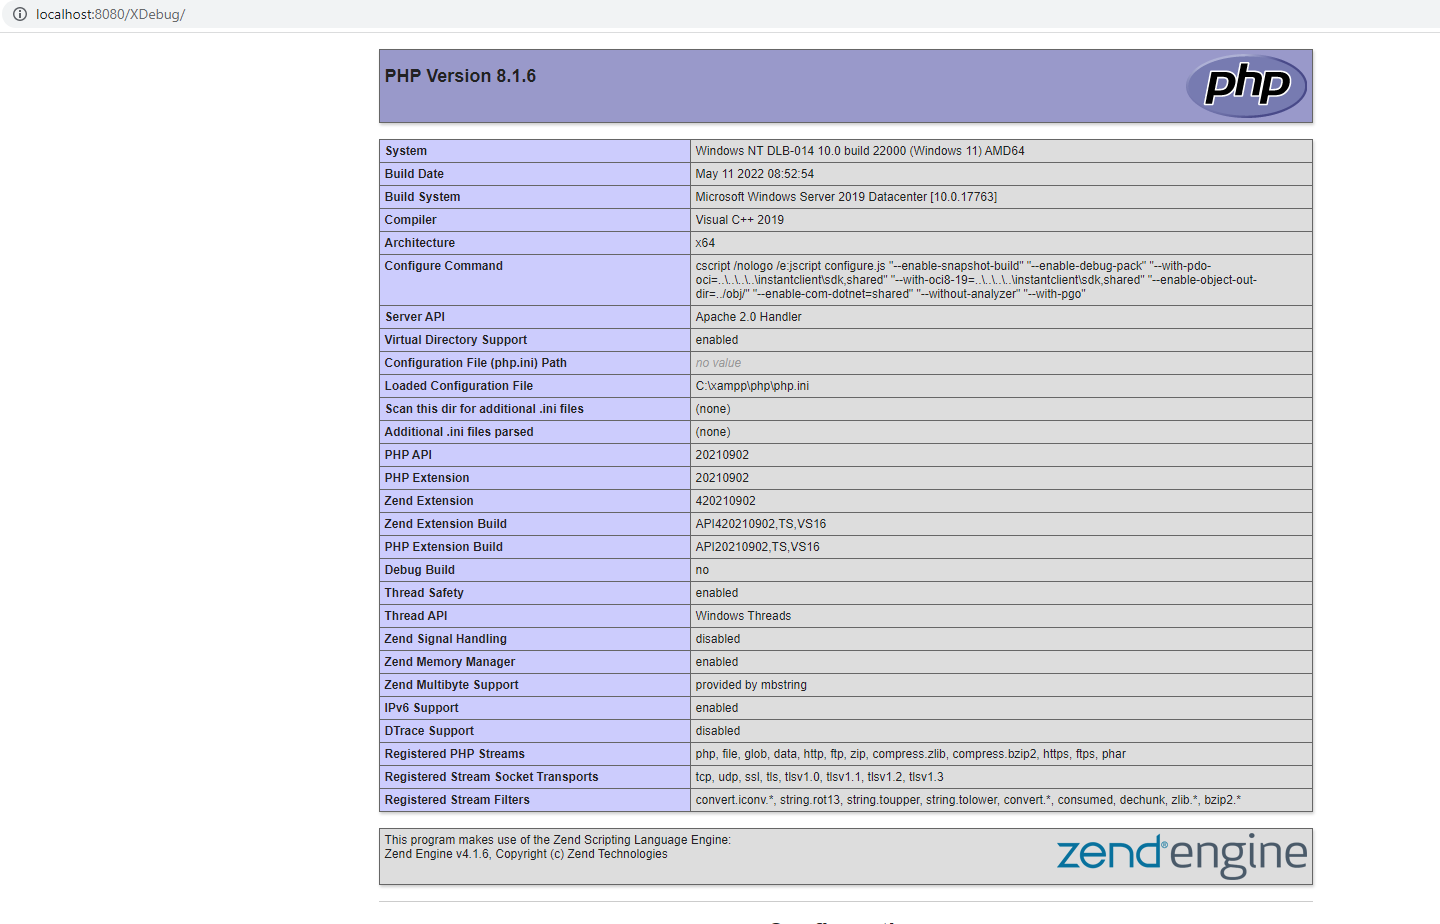 localhost:8080/XDebug/
PHP Version 8.1.6
php
System Windows NT DLB-014 10.0 build 22000 (Windows 11) AMD64
Build Date May 11 2022 08:52:54
Build System Microsoft Windows Server 2019 Datacenter [10.0.17763]
Compiler Visual C++ 2019
Architecture x64
Configure Command cscript /nologo /e:jscript configure.js "--enable-snapshot-build" "--enable-debug-pack" "--with-pdo-
oci=..\..\..\..\instantclient\sdk,shared" "--with-oci8-19=..\..\..\..\instantclient\sdk,shared" "--enable-object-out-
dir=../obj/" "--enable-com-dotnet=shared" "--without-analyzer" "--with-pgo"
Server API Apache 2.0 Handler
Virtual Directory Support enabled
Configuration File (php.ini) Path no value
Loaded Configuration File C:\xampp\php\php.ini
Scan this dir for additional .ini files (none)
Additional .ini files parsed (none)
PHP API 20210902
PHP Extension 20210902
Zend Extension 420210902
Zend Extension Build API420210902,TS,VS16
PHP Extension Build API20210902,TS,VS16
Debug Build no
Thread Safety enabled
Thread API Windows Threads
Zend Signal Handling disabled
Zend Memory Manager enabled
Zend Multibyte Support provided by mbstring
IPv6 Support enabled
DTrace Support disabled
Registered PHP Streams php, file, glob, data, http, ftp, zip, compress.zlib, compress.bzip2, https, ftps, phar
Registered Stream Socket Transports tcp, udp, ssl, tls, tlsv1.0, tlsv1.1, tlsv1.2, tlsv1.3
Registered Stream Filters convert.iconv.*, string.rot13, string.toupper, string.tolower, convert.*, consumed, dechunk, zlib.*, bzip2.*
This program makes use of the Zend Scripting Language Engine:
Zend Engine v4.1.6, Copyright (c) Zend Technologies
zend® engine